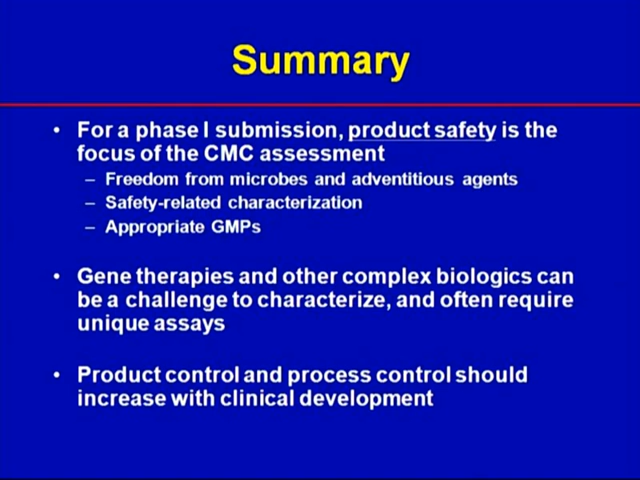 Summary
• For a phase I submission, product safety is the
focus of the CMC assessment
– Freedom from microbes and adventitious agents
– Safety-related characterization
– Appropriate GMPs
• Gene therapies and other complex biologics can
be a challenge to characterize, and often require
unique assays
• Product control and process control should
increase with clinical development